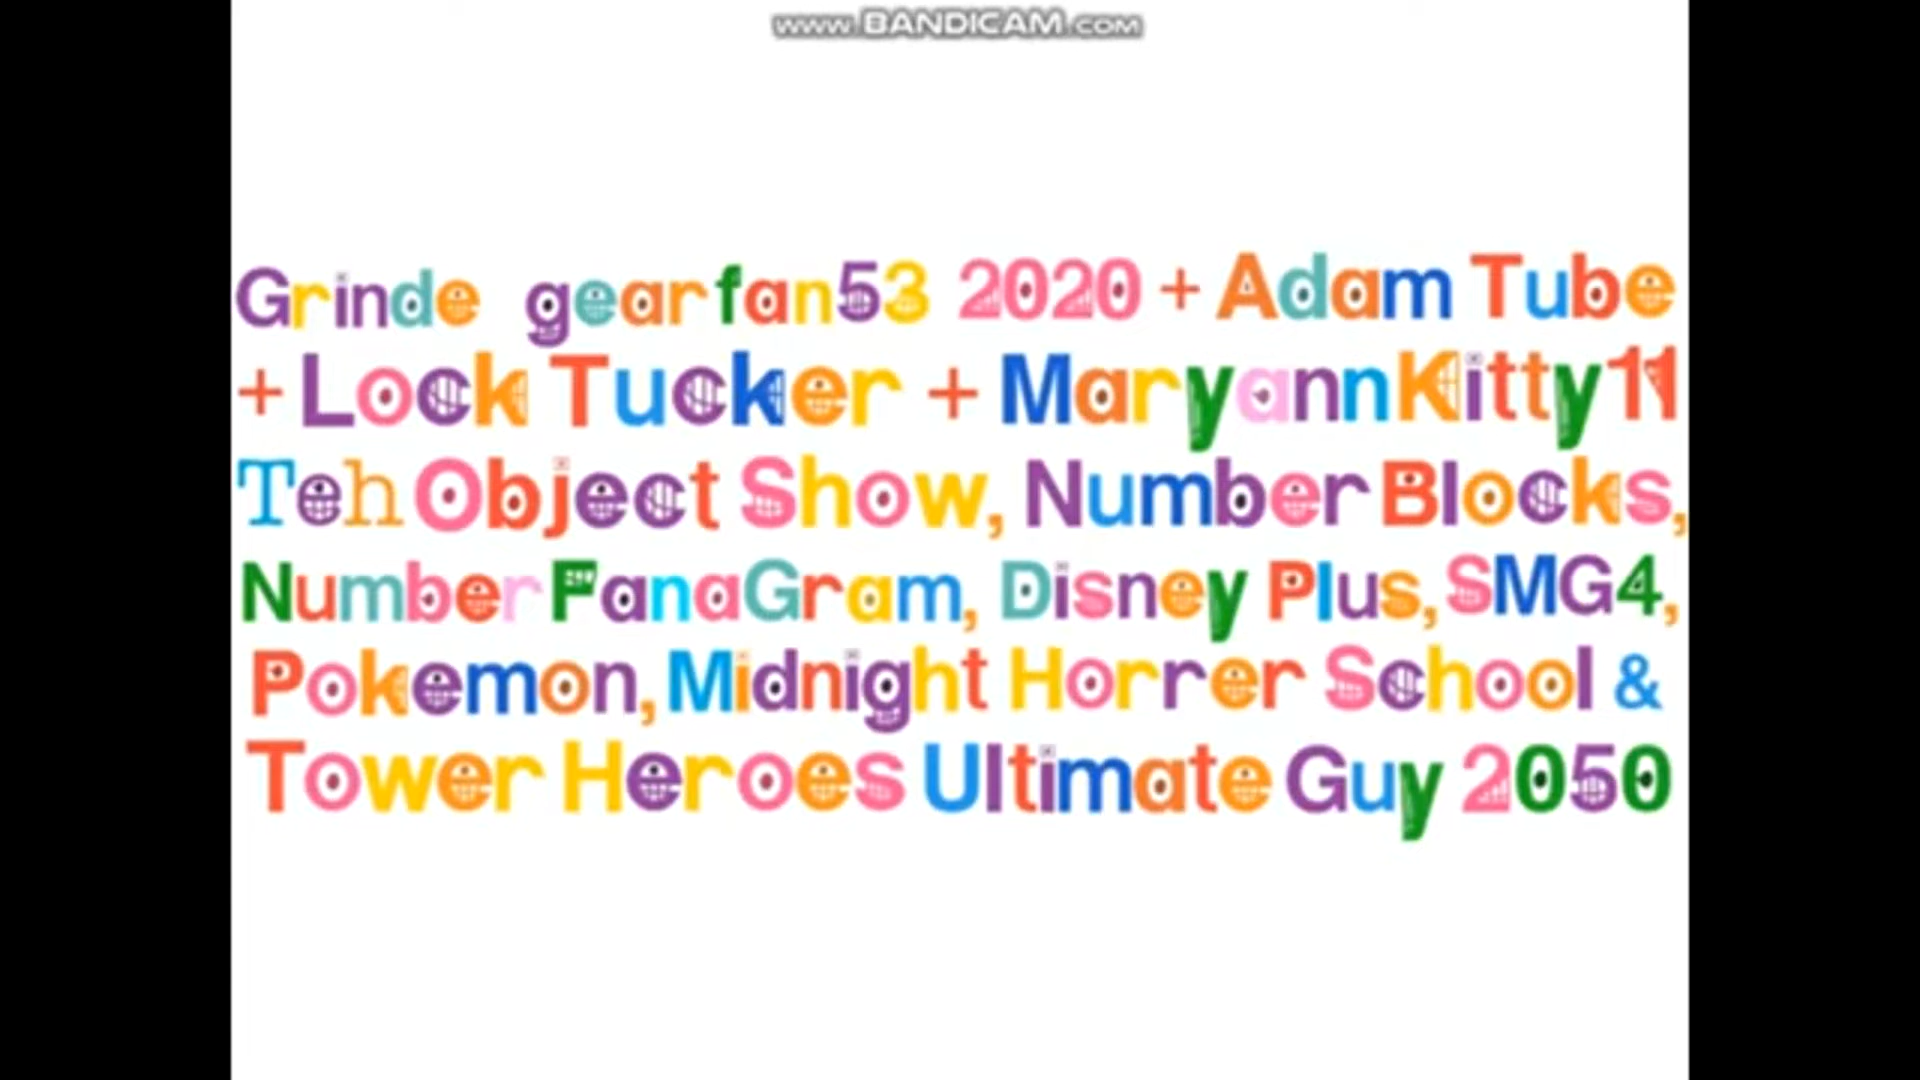 www.BANDICAM.COM
Grinde gearfan53 2020 + Adam Tube
+ Lock Tucker + MaryannKitty11
Teh Object Show, Number Blocks,
Number FanaGram, Disney Plus, SMG4,
Pokemon, Midnight Horrer School &
Tower Heroes Ultimate Guy 2050